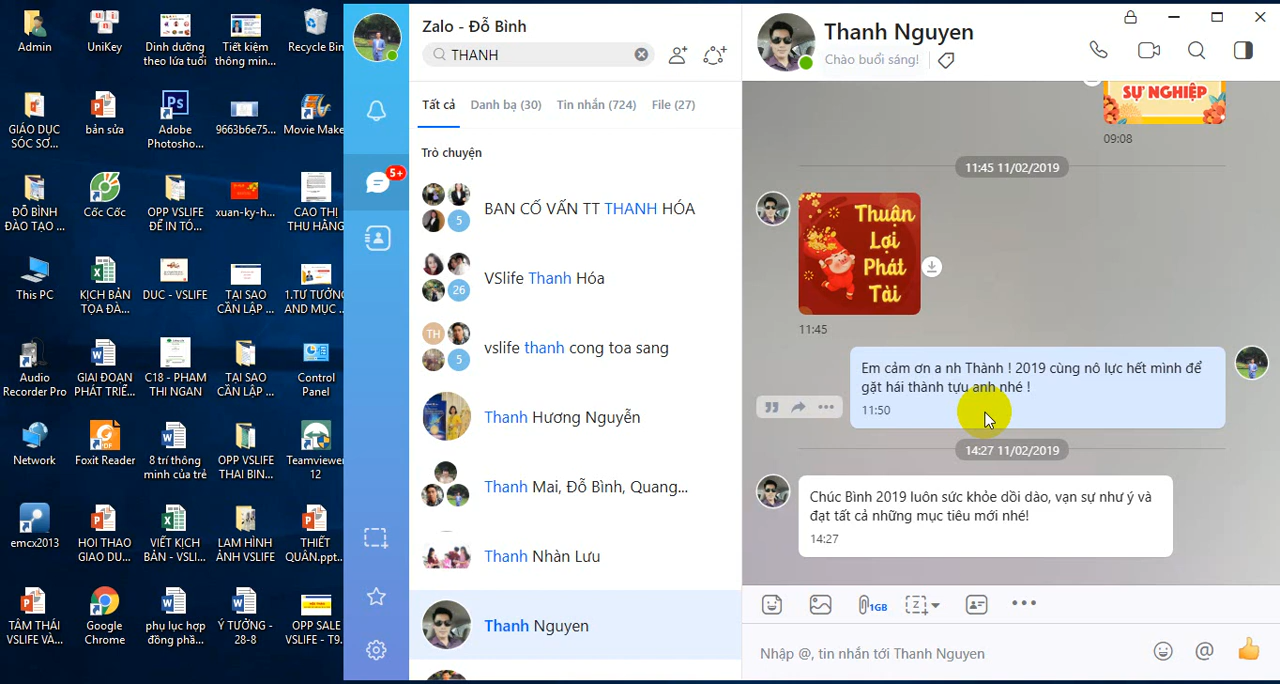 Admin
UniKey
Dinh dưỡng
theo lứa tuổi
Tiết kiệm
thông min...
Recycle Bin
GIÁO DỤC
SÓC SƠ...
bản sửa
Adobe
Photosho...
9663b6e75...
Movie Make
ĐỖ BÌNH
ĐÀO TẠO ...
Cốc Cốc
OPP VSLIFE
ĐỂ IN TÓ...
xuan-ky-h...
CAO THỊ
THU HẰNG
This PC
KỊCH BẢN
TỌA ĐÀ...
DUC - VSLIFE
TẠI SAO
CẦN LẬP ...
1.TƯ TƯỞNG
AND MỤC ...
Audio
Recorder Pro
GIAI ĐOẠN
PHÁT TRIỂ...
C18 - PHAM
THI NGAN
TẠI SAO
CẦN LẬP ...
Control
Panel
Network
Foxit Reader
8 trí thông
minh của trẻ
OPP VSLIFE
THAI BIN...
Teamviewer
12
emcx2013
HOI THAO
GIAO DU...
VIẾT KỊCH
BẢN - VSLI...
LAM HÌNH
ẢNH VSLIFE
THIẾT
QUÂN.ppt...
TÂM THÁI
VSLIFE VÀ...
Google
Chrome
phụ lục hợp
đồng phầ...
Ý TƯỞNG -
28-8
OPP SALE
VSLIFE - T9.
5+
Zalo - Đỗ Bình
THANH
Tất cả Danh bạ (30) Tin nhắn (724) File (27)
Trò chuyện
5
BAN CỐ VẤN TT THANH HÓA
26
VSlife Thanh Hóa
TH
5
vslife thanh cong toa sang
Thanh Hương Nguyễn
Thanh Mai, Đỗ Bình, Quang...
Thanh Nhàn Lưu
Thanh Nguyen
Thanh Nguyen
Chào buổi sáng!
SỰ NGHIỆP
09:08
11:45 11/02/2019
Thuận
Lợi
Phát
Tài
11:45
Em cảm ơn a nh Thành ! 2019 cùng nô lực hết mình để
gặt hái thành tựu anh nhé !
11:50
14:27 11/02/2019
Chúc Bình 2019 luôn sức khỏe dồi dào, vạn sự như ý và
đạt tất cả những mục tiêu mới nhé!
14:27
1GB
Nhập @, tin nhắn tới Thanh Nguyen